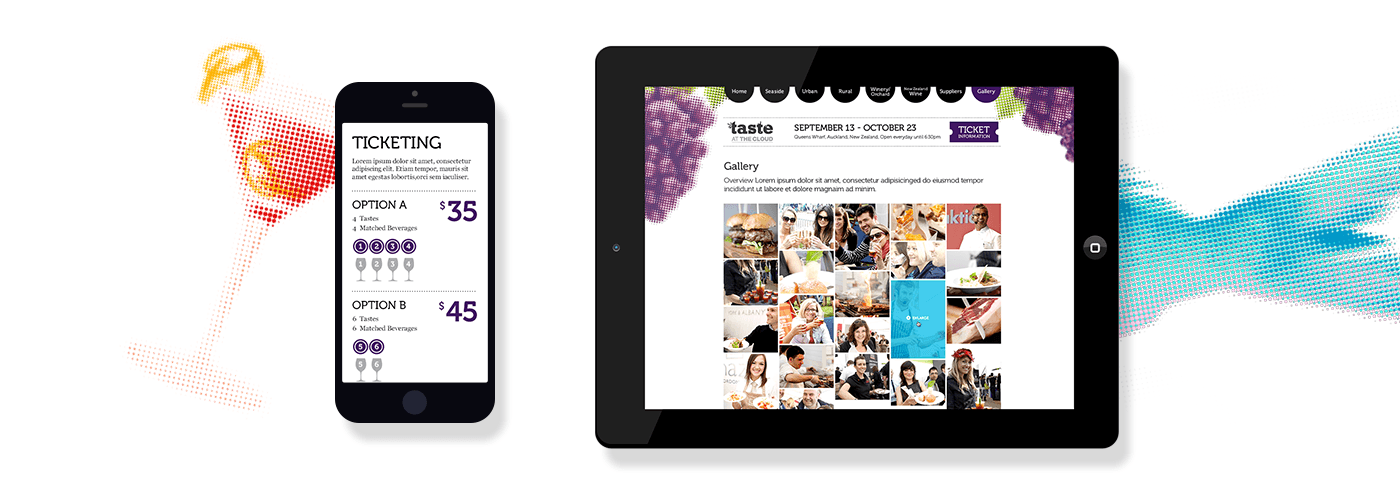 TICKETING
Lorem ipsum dolor sit amet, consectetur
adipiscing elit. Etiam tempor, mauris sit
amet egestas lobortis,orci sem iaculiser.
OPTION A
$35
4 Tastes
4 Matched Beverages
1 2 3 4
1 2 3 4
OPTION B
$45
6 Tastes
6 Matched Beverages
5 6
5 6
Home
Seaside
Urban
Rural
Winery/
Orchard
New Zealand
Wine
Suppliers
Gallery
taste
AT THE CLOUD
SEPTEMBER 13 - OCTOBER 23
Queens Wharf, Auckland, New Zealand. Open everyday until 6:30pm.
TICKET
INFORMATION
Gallery
Overview Lorem ipsum dolor sit amet, consectetur adipisicinged do eiusmod tempor
incididunt ut labore et dolore magnaim ad minim.
aktic
ENLARGE